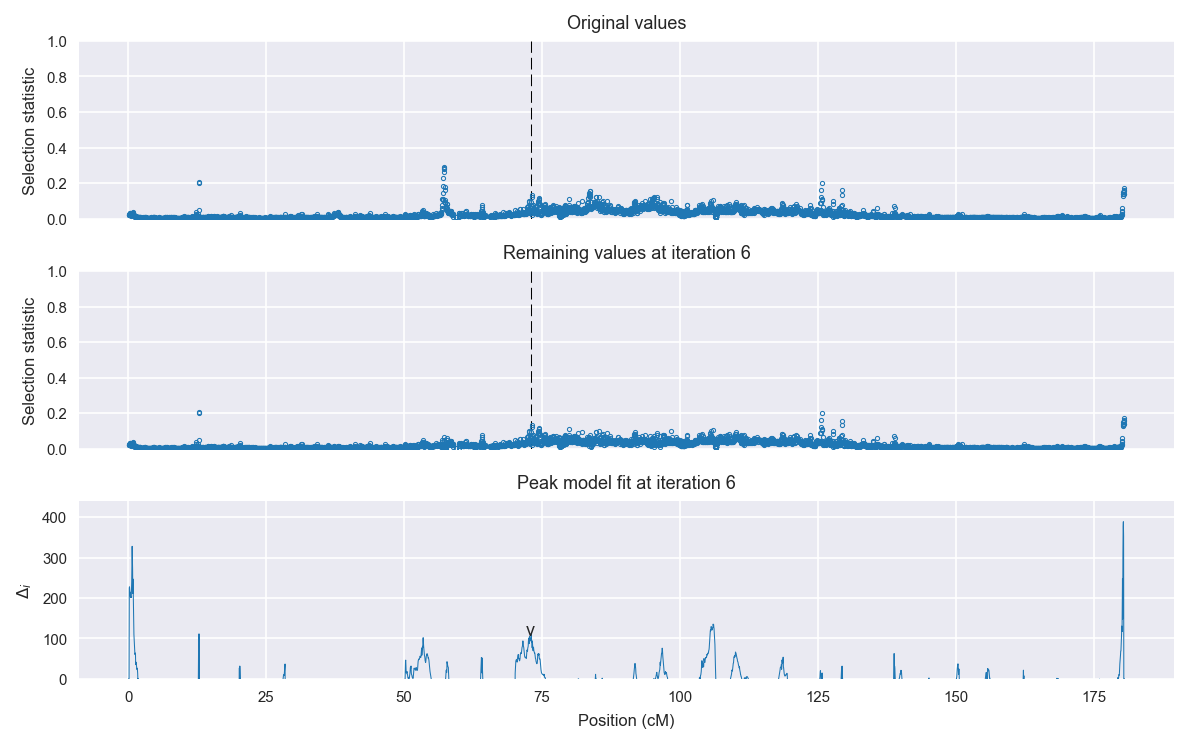 Original values
1.0
0.8
0.6
0.4
0.2
0.0
Selection statistic
Remaining values at iteration 6
1.0
0.8
0.6
0.4
0.2
0.0
Selection statistic
Peak model fit at iteration 6
400
300
200
100
0
Δi
v
0 25 50 75 100 125 150 175
Position (cM)